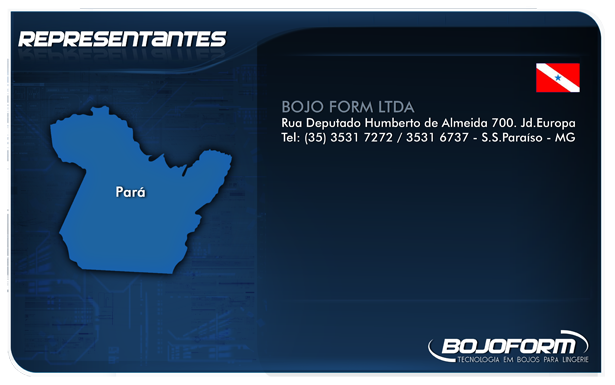 REPRESENTANTES
BOJO FORM LTDA
Rua Deputado Humberto de Almeida 700. Jd.Europa
Tel: (35) 3531 7272 / 3531 6737 - S.S.Paraíso - MG
Pará
BOJOFORM
TECNOLOGIA EM BOJOS PARA LINGERIE